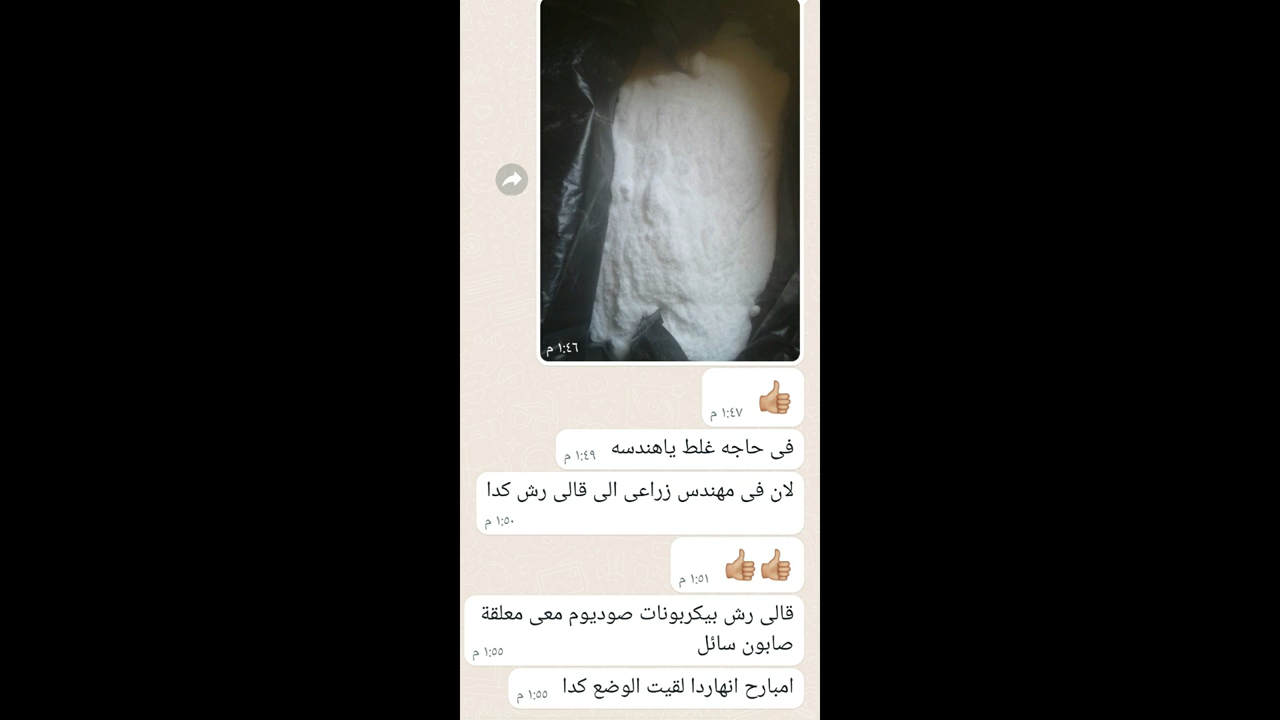 ١:٤٦ م
١:٤٧ م
فى حاجه غلط ياهندسه
١:٤٩ م
لان فى مهندس زراعى الى قالى رش كدا
١:٥٠ م
١:٥١ م
قالى رش بيكربونات صوديوم معى معلقة
صابون سائل
١:٥٥ م
امبارح انهاردا لقيت الوضع كدا
١:٥٥ م